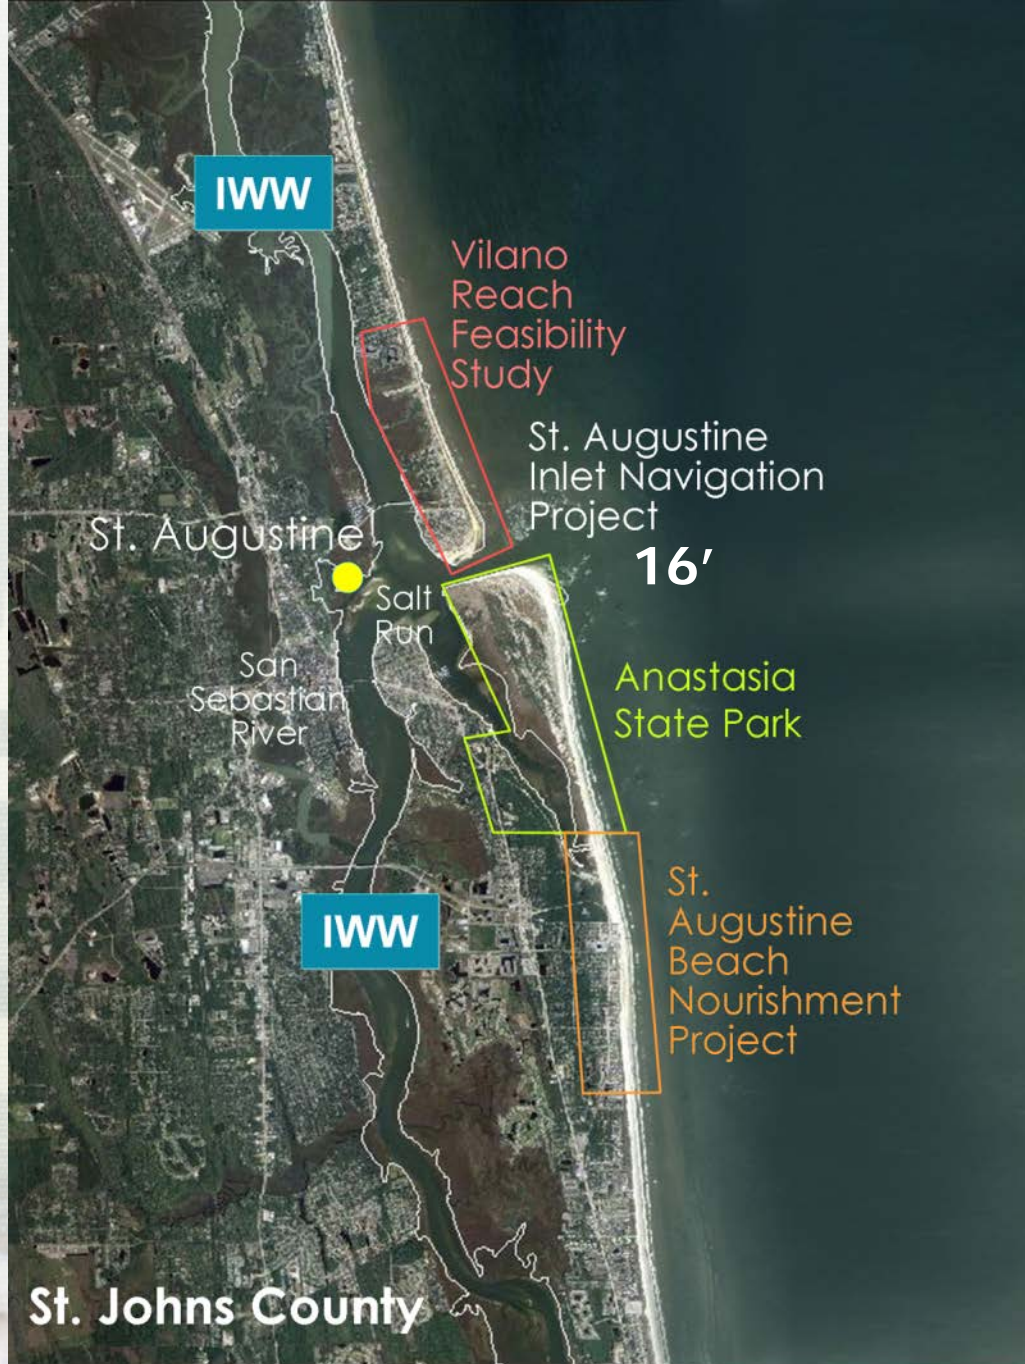 IWW
Vilano
Reach
Feasibility
Study
St. Augustine
Inlet Navigation
Project
16′
St. Augustine
Salt
Run
San
Sebastian
River
Anastasia
State Park
IWW
St.
Augustine
Beach
Nourishment
Project
St. Johns County